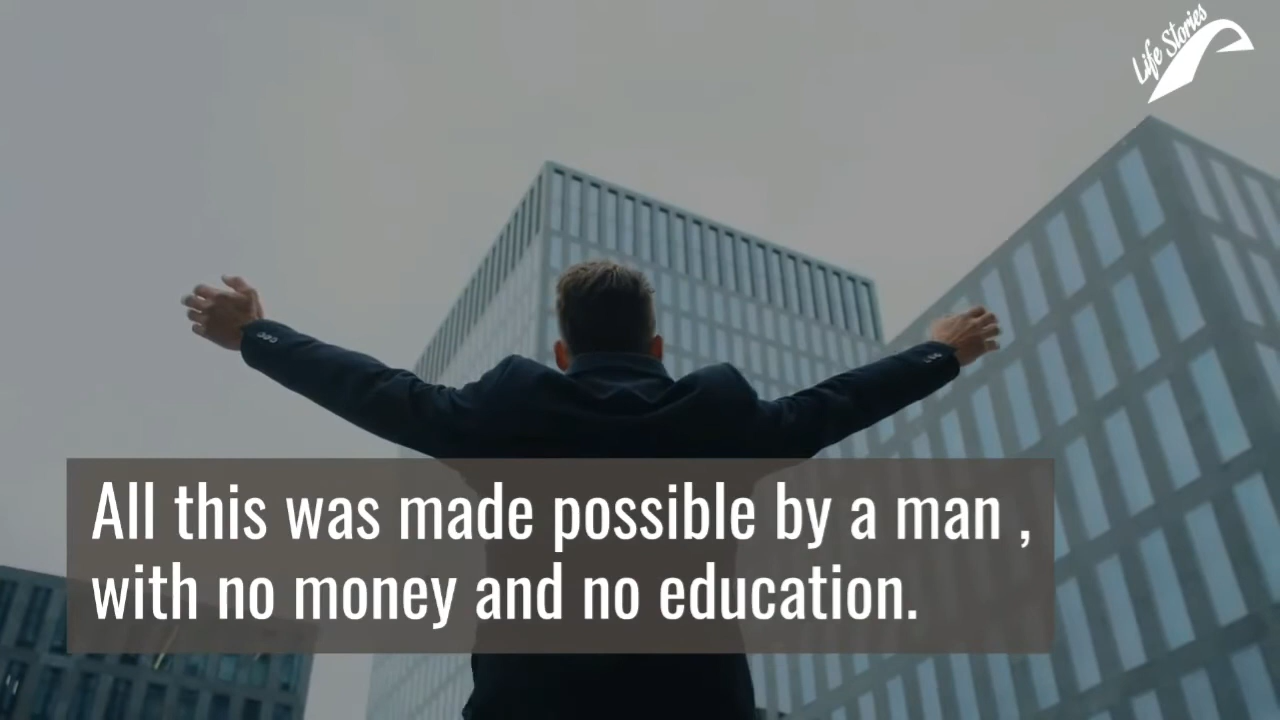 Life Stories
All this was made possible by a man ,
with no money and no education.